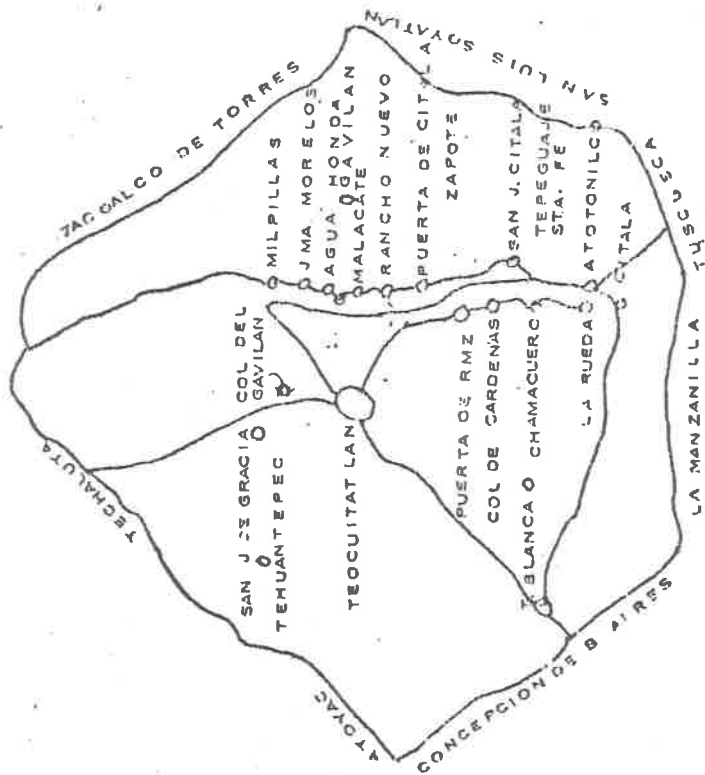 ZACOALCO DE TORRES
SAN LUIS SOYATLAN
TUSCUECA
LA MANZANILLA
CONCEPCION DE B AIRES
ATOYAC
TECHALUTA
MILPILLAS
J MA. MORELOS
AGUA HONDA
GAVILAN
MALACATE
RANCHO NUEVO
PUERTA DE CITALA
ZAPOTE
SAN J. CITALA
TEPEGUAJE
STA. FE
ATOTONILCO
CITALA
COL DEL
GAVILAN
SAN J DE GRACIA
TEHUANTEPEC
TEOCUITATLAN
PUERTA DE RMZ
COL DE CARDENAS
CHAMACUERO
BLANCA
LA RUEDA